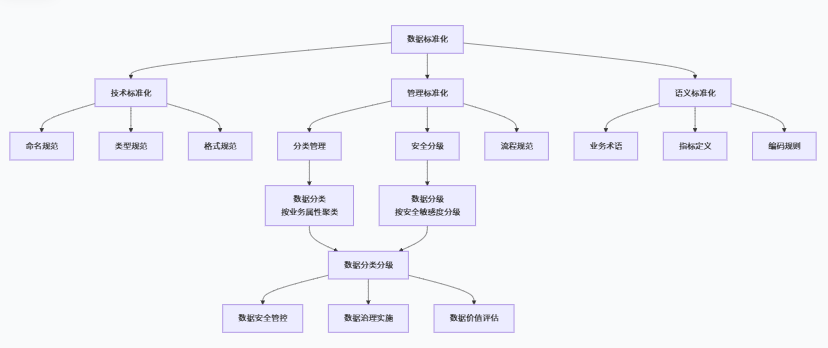 数据标准化
技术标准化
管理标准化
语义标准化
命名规范
类型规范
格式规范
分类管理
安全分级
流程规范
业务术语
指标定义
编码规则
数据分类
按业务属性聚类
数据分级
按安全敏感度分级
数据分类分级
数据安全管控
数据治理实施
数据价值评估